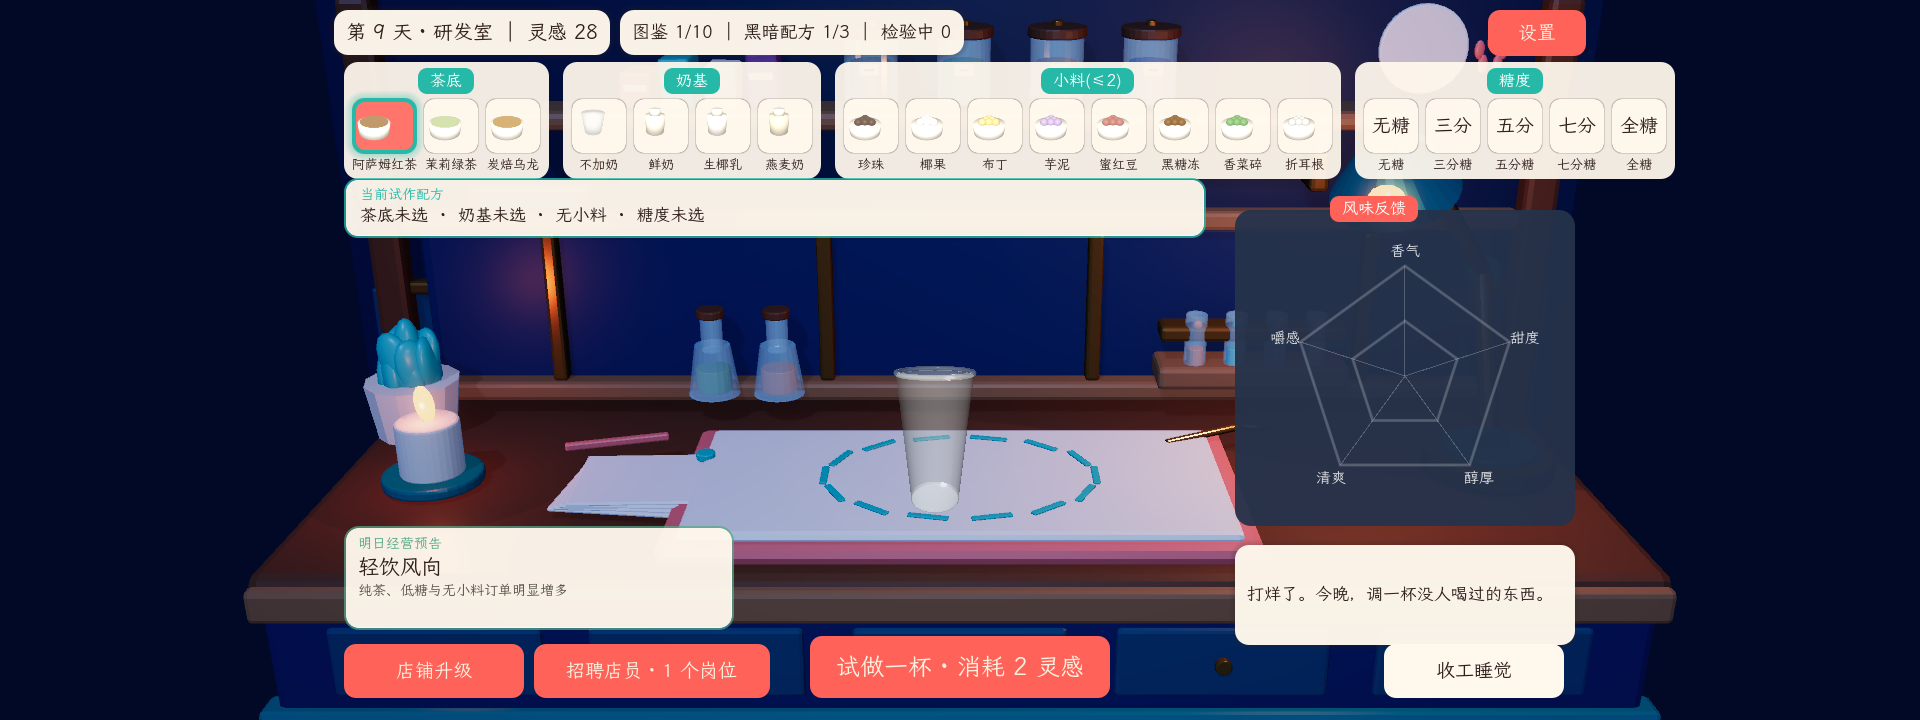 第 9 天·研发室 ｜ 灵感 28
图鉴 1/10 ｜ 黑暗配方 1/3 ｜ 检验中 0
设置
茶底
阿萨姆红茶
茉莉绿茶
炭焙乌龙
奶基
不加奶
鲜奶
生椰乳
燕麦奶
小料(≤2)
珍珠
椰果
布丁
芋泥
蜜红豆
黑糖冻
香菜碎
折耳根
糖度
无糖
三分
五分
七分
全糖
无糖
三分糖
五分糖
七分糖
全糖
当前试作配方
茶底未选 · 奶基未选 · 无小料 · 糖度未选
风味反馈
香气
嚼感
甜度
清爽
醇厚
明日经营预告
轻饮风向
纯茶、低糖与无小料订单明显增多
打烊了。今晚，调一杯没人喝过的东西。
店铺升级
招聘店员·1 个岗位
试做一杯·消耗 2 灵感
收工睡觉